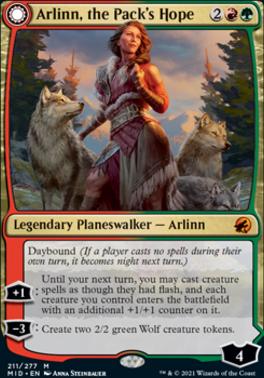 Arlinn, the Pack's Hope 2
Legendary Planeswalker — Arlinn
Daybound (If a player casts no spells during their
own turn, it becomes night next turn.)
+1: Until your next turn, you may cast creature
spells as though they had flash, and each
creature you control enters the battlefield
with an additional +1/+1 counter on it.
−3: Create two 2/2 green Wolf creature tokens.
4
211/277 M
MID • EN ANNA STEINBAUER
™ & © 2021 Wizards of the Coast